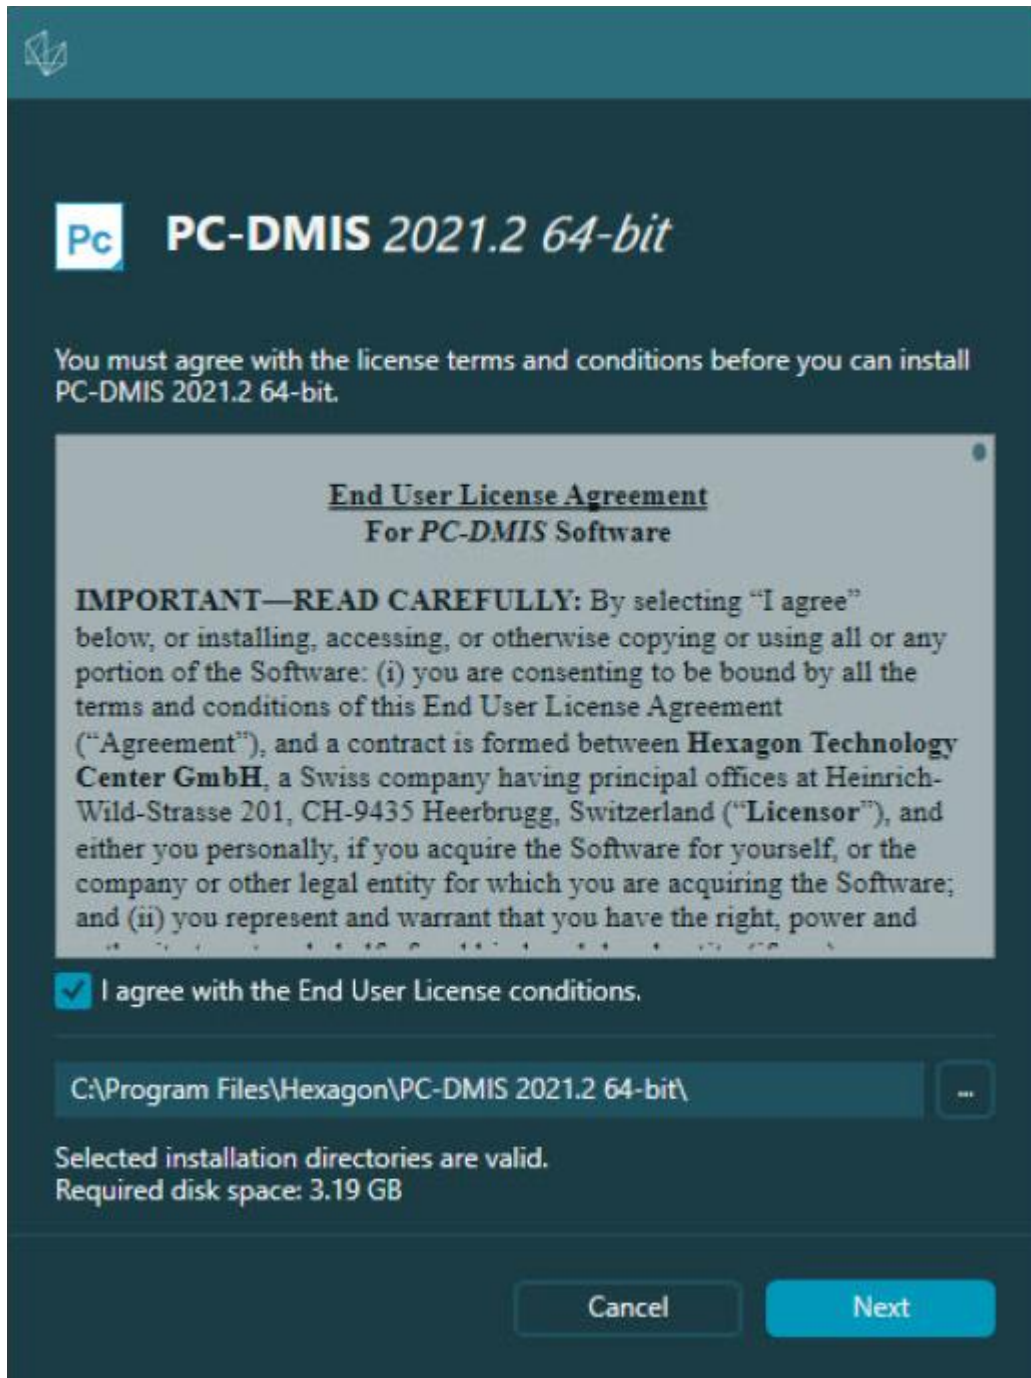 Pc
PC-DMIS 2021.2 64-bit
You must agree with the license terms and conditions before you can install
PC-DMIS 2021.2 64-bit.
End User License Agreement
For PC-DMIS Software
IMPORTANT—READ CAREFULLY: By selecting “I agree”
below, or installing, accessing, or otherwise copying or using all or any
portion of the Software: (i) you are consenting to be bound by all the
terms and conditions of this End User License Agreement
(“Agreement”), and a contract is formed between Hexagon Technology
Center GmbH, a Swiss company having principal offices at Heinrich-
Wild-Strasse 201, CH-9435 Heerbrugg, Switzerland (“Licensor”), and
either you personally, if you acquire the Software for yourself, or the
company or other legal entity for which you are acquiring the Software;
and (ii) you represent and warrant that you have the right, power and
I agree with the End User License conditions.
C:\Program Files\Hexagon\PC-DMIS 2021.2 64-bit\
...
Selected installation directories are valid.
Required disk space: 3.19 GB
Cancel
Next